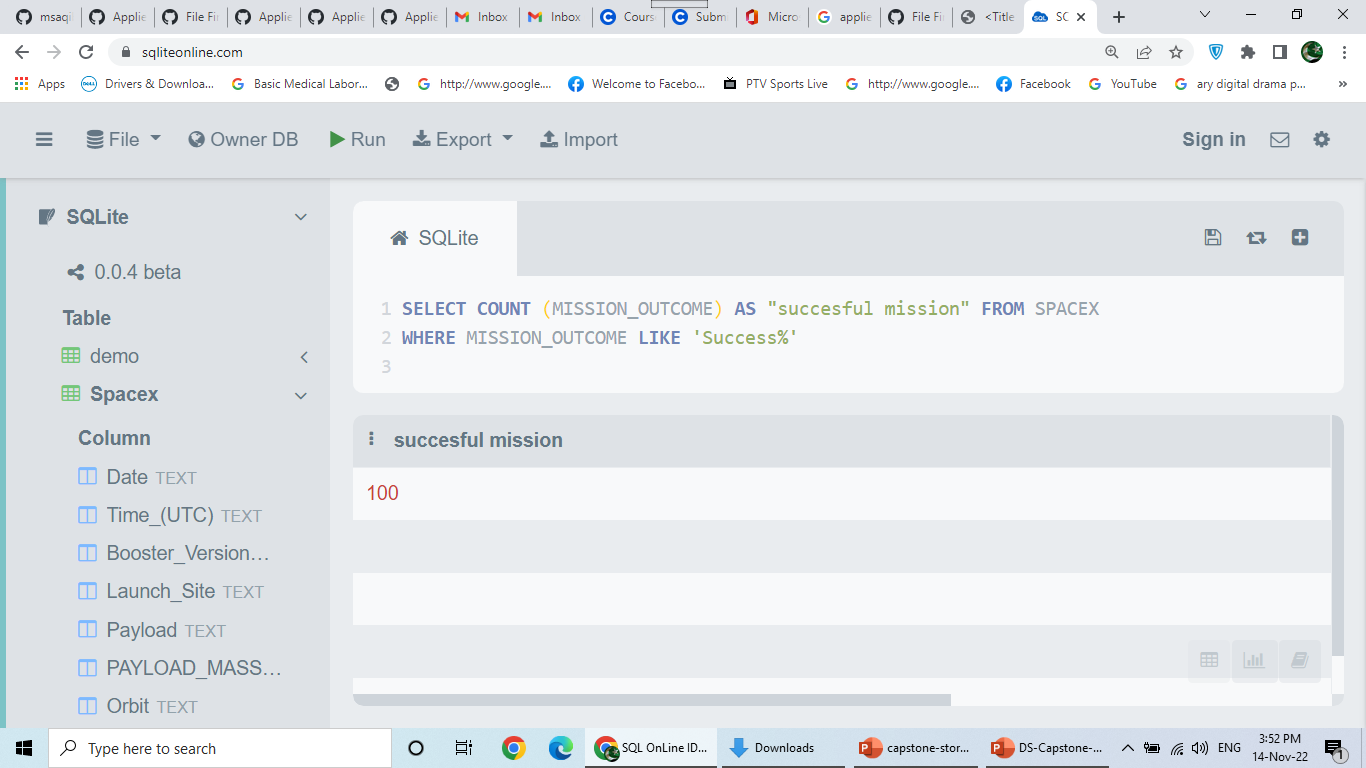 msaqi
Applie
File Fi
Applie
Applie
Applie
Inbox
Inbox
Cours
Subm
Micro
applie
File Fi
<Title
SC
sqliteonline.com
Apps
Drivers & Downloa...
Basic Medical Labor...
http://www.google....
Welcome to Facebo...
PTV Sports Live
http://www.google....
Facebook
YouTube
ary digital drama p...
»
File
Owner DB
Run
Export
Import
Sign in
SQLite
0.0.4 beta
Table
demo
Spacex
Column
Date TEXT
Time_(UTC) TEXT
Booster_Version...
Launch_Site TEXT
Payload TEXT
PAYLOAD_MASS...
Orbit TEXT
SQLite
1 SELECT COUNT (MISSION_OUTCOME) AS "succesful mission" FROM SPACEX
2 WHERE MISSION_OUTCOME LIKE 'Success%'
3
succesful mission
100
Type here to search
SQL OnLine ID...
Downloads
capstone-stor...
DS-Capstone-...
ENG
3:52 PM
14-Nov-22
1